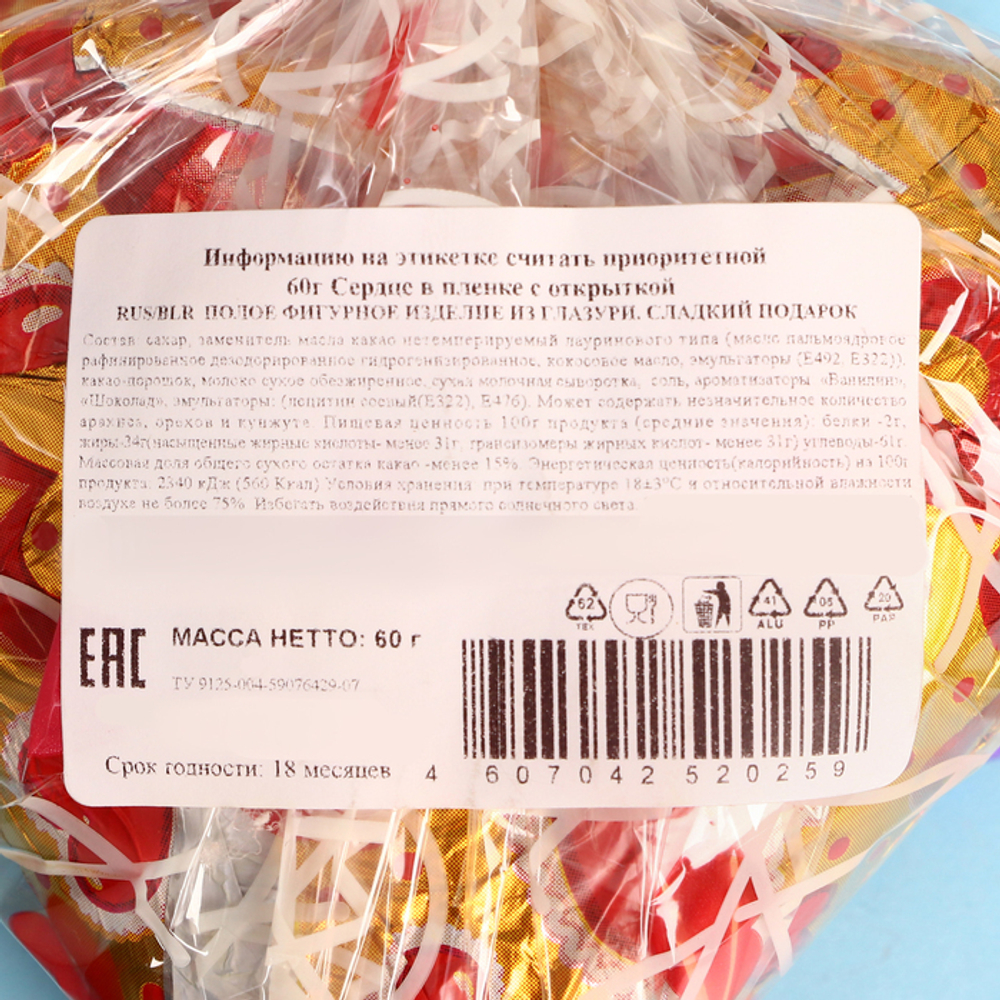 Информацию на этикетке считать приоритетной
60г Сердце в пленке с открыткой
RUS/BLR ПОЛОЕ ФИГУРНОЕ ИЗДЕЛИЕ ИЗ ГЛАЗУРИ. СЛАДКИЙ ПОДАРОК
Состав: сахар, заменитель масла какао нетемперируемый лауринового типа (масло пальмоядровое
рафинированное дезодорированное гидрогенизированное, кокосовое масло, эмульгаторы (Е492, Е322)),
какао-порошок, молоко сухое обезжиренное, сухая молочная сыворотка, соль, ароматизаторы «Ванилин»,
«Шоколад», эмульгаторы: (лецитин соевый(Е322), Е476). Может содержать незначительное количество
арахиса, орехов и кунжута. Пищевая ценность 100г продукта (средние значения): белки -2г,
жиры-34г(насыщенные жирные кислоты- менее 31г, трансизомеры жирных кислот- менее 31г) углеводы-61г.
Массовая доля общего сухого остатка какао -менее 15%. Энергетическая ценность(калорийность) на 100г
продукта: 2340 кДж (560 Ккал) Условия хранения: при температуре 18±3°С и относительной влажности
воздуха не более 75%. Избегать воздействия прямого солнечного света.
62 41 05 20
TEX ALU PP PAP
EAC МАССА НЕТТО: 60 г
ТУ 9125-004-59076429-07
Срок годности: 18 месяцев
4 607042 520259